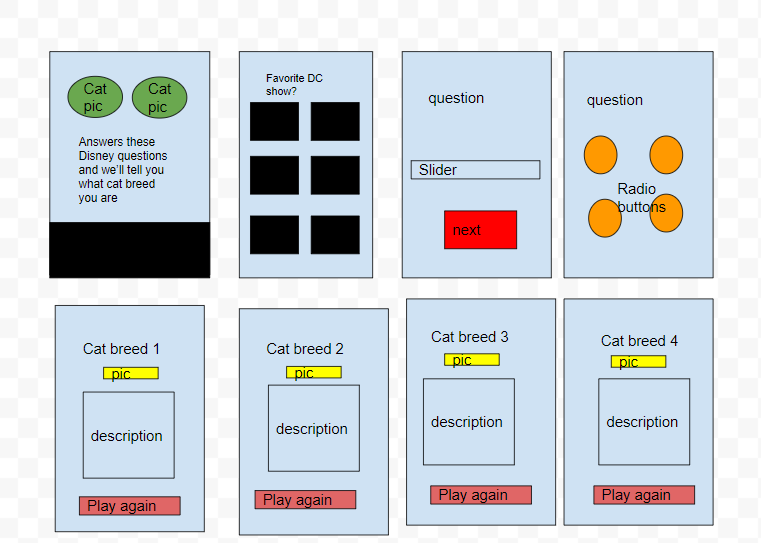 Cat
pic
Cat
pic
Answers these
Disney questions
and we'll tell you
what cat breed
you are
Favorite DC
show?
question
Slider
next
question
Radio
buttons
Cat breed 1
pic
description
Play again
Cat breed 2
pic
description
Play again
Cat breed 3
pic
description
Play again
Cat breed 4
pic
description
Play again